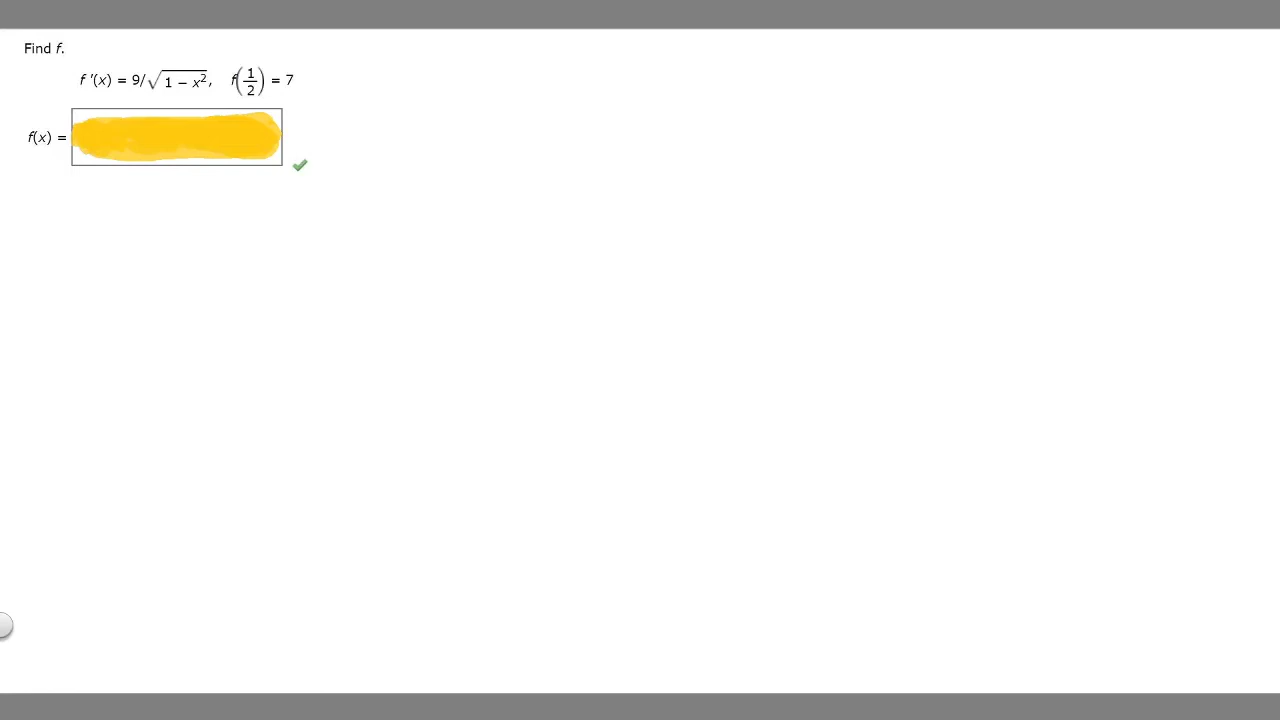 Find f.
f '(x) = 9/√(1 − x²), f(1/2) = 7
f(x) =